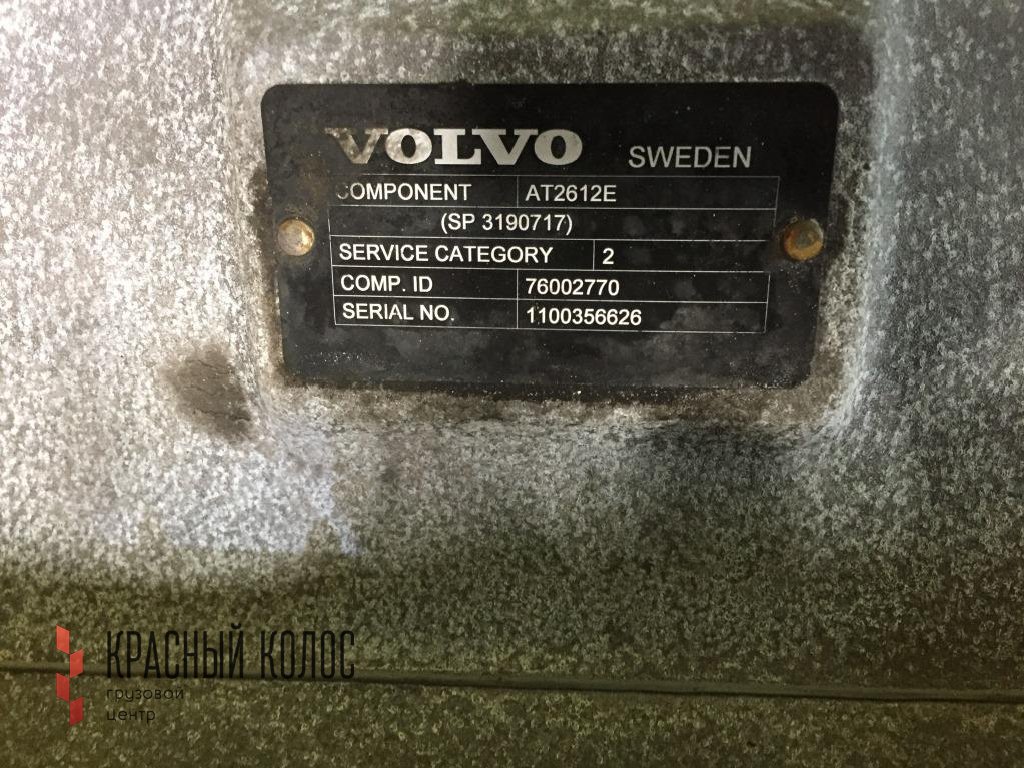 VOLVO SWEDEN
COMPONENT AT2612E
(SP 3190717)
SERVICE CATEGORY 2
COMP. ID 76002770
SERIAL NO. 1100356626
КРАСНЫЙ КОЛОС
грузовой
центр